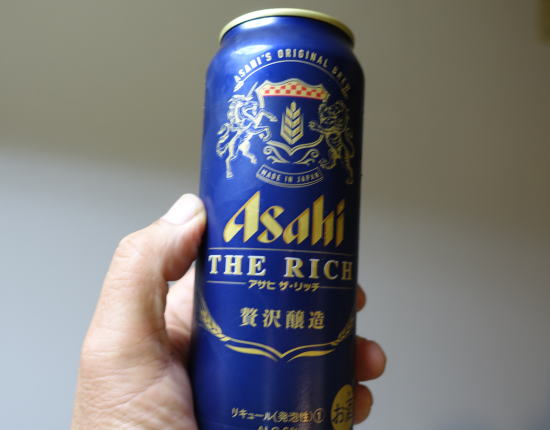 ASAHI'S ORIGINAL
MADE IN JAPAN
Asahi
THE RICH
アサヒ ザ・リッチ
贅沢醸造
リキュール(発泡性)①